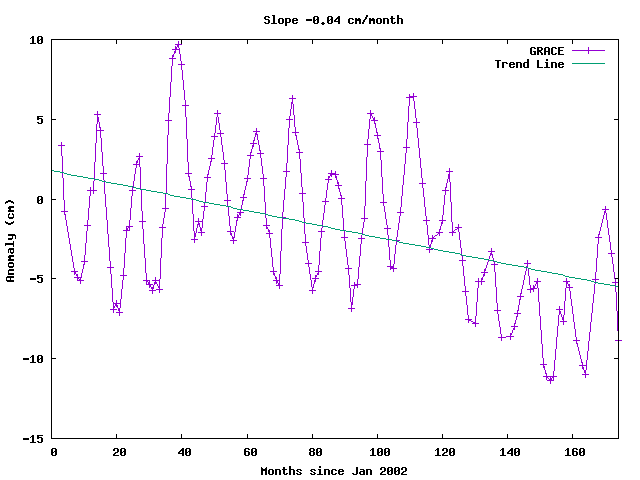 Slope -0.04 cm/month
GRACE
Trend Line
10
5
0
-5
-10
-15
Anomaly (cm)
0 20 40 60 80 100 120 140 160
Months since Jan 2002